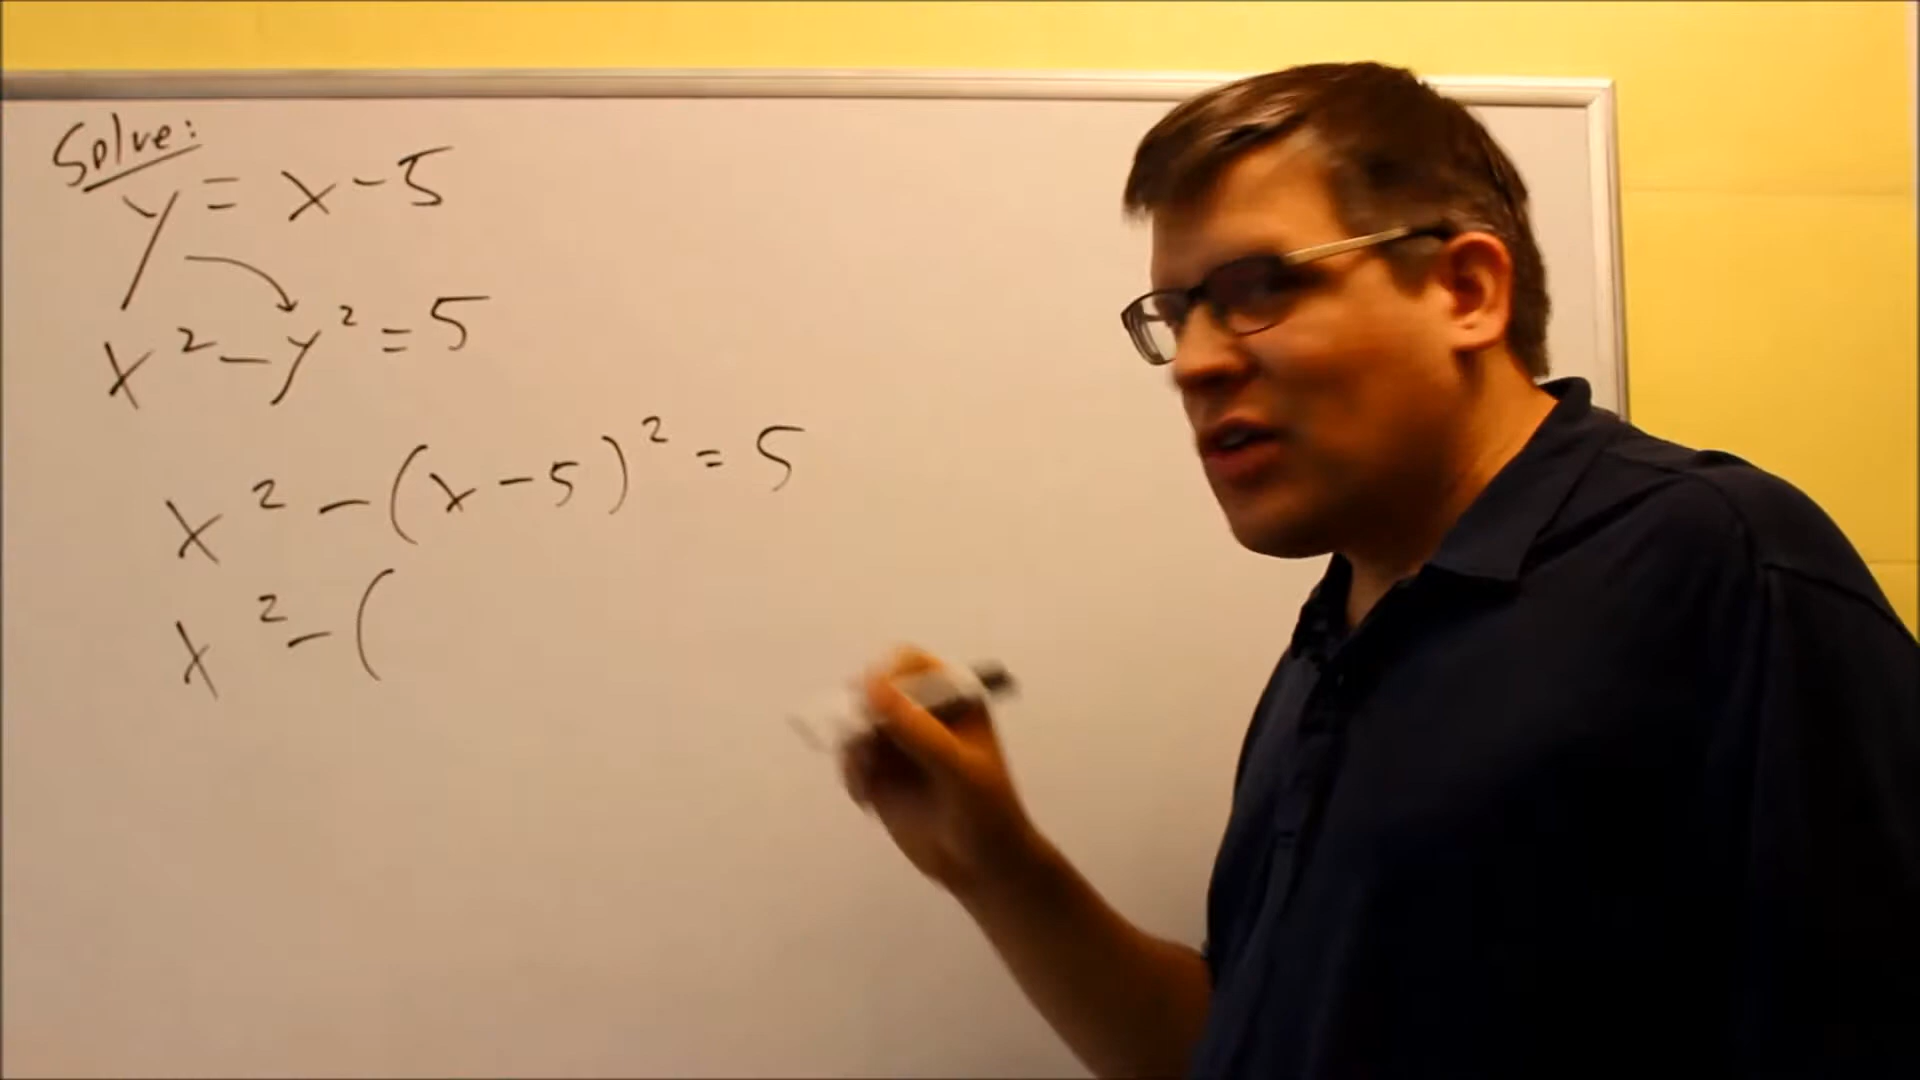 Solve:
y = x - 5
x² - y² = 5
x² - (x - 5)² = 5
x² - (